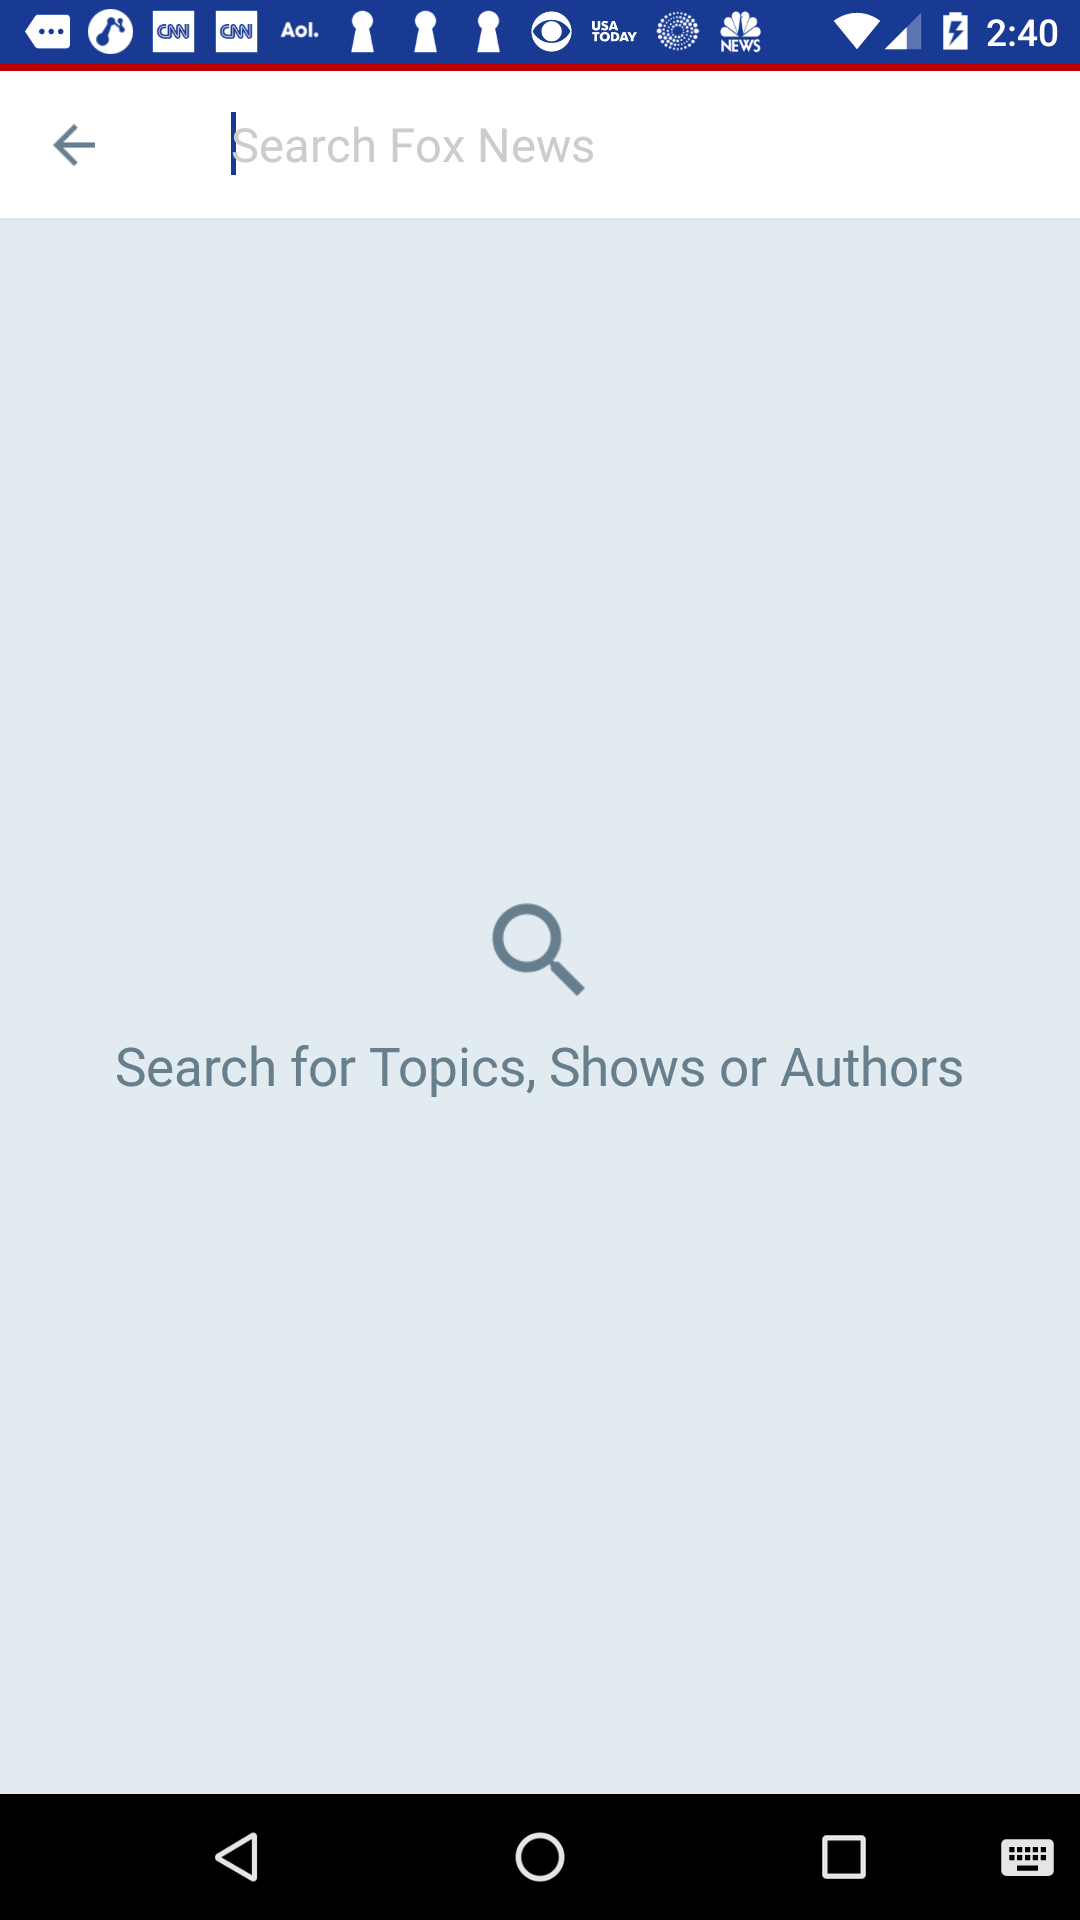 CNN CNN Aol. USA TODAY NEWS 2:40
Search Fox News
Search for Topics, Shows or Authors